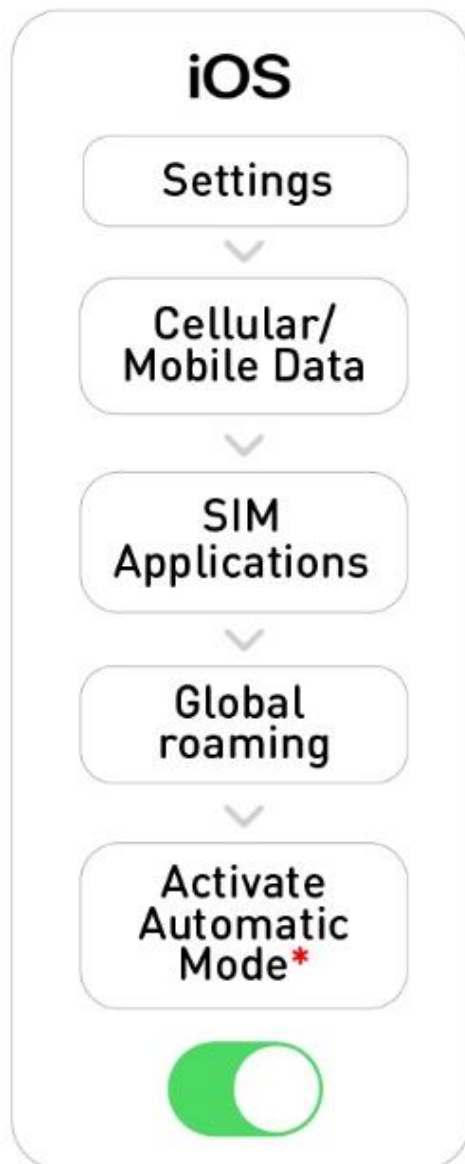 iOS
Settings
Cellular/
Mobile Data
SIM
Applications
Global
roaming
Activate
Automatic
Mode*